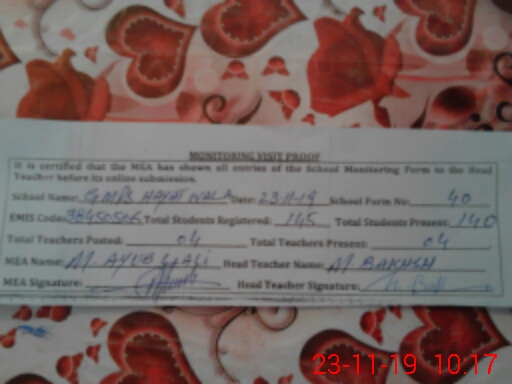 MONITORING VISIT PROOF
It is certified that the MEA has shown all entries of the School Monitoring Form to the Head
Teacher before its online submission.
School Name: GMPS HAYAT WALA Date: 23-11-19 School Form No: 40
EMIS Code: 38450506 Total Students Registered: 145 Total Students Present: 140
Total Teachers Posted: 04 Total Teachers Present: 04
MEA Name: M. AYUB Head Teacher Name: M BAKHSH
MEA Signature: Head Teacher Signature:
23-11-19 10:17